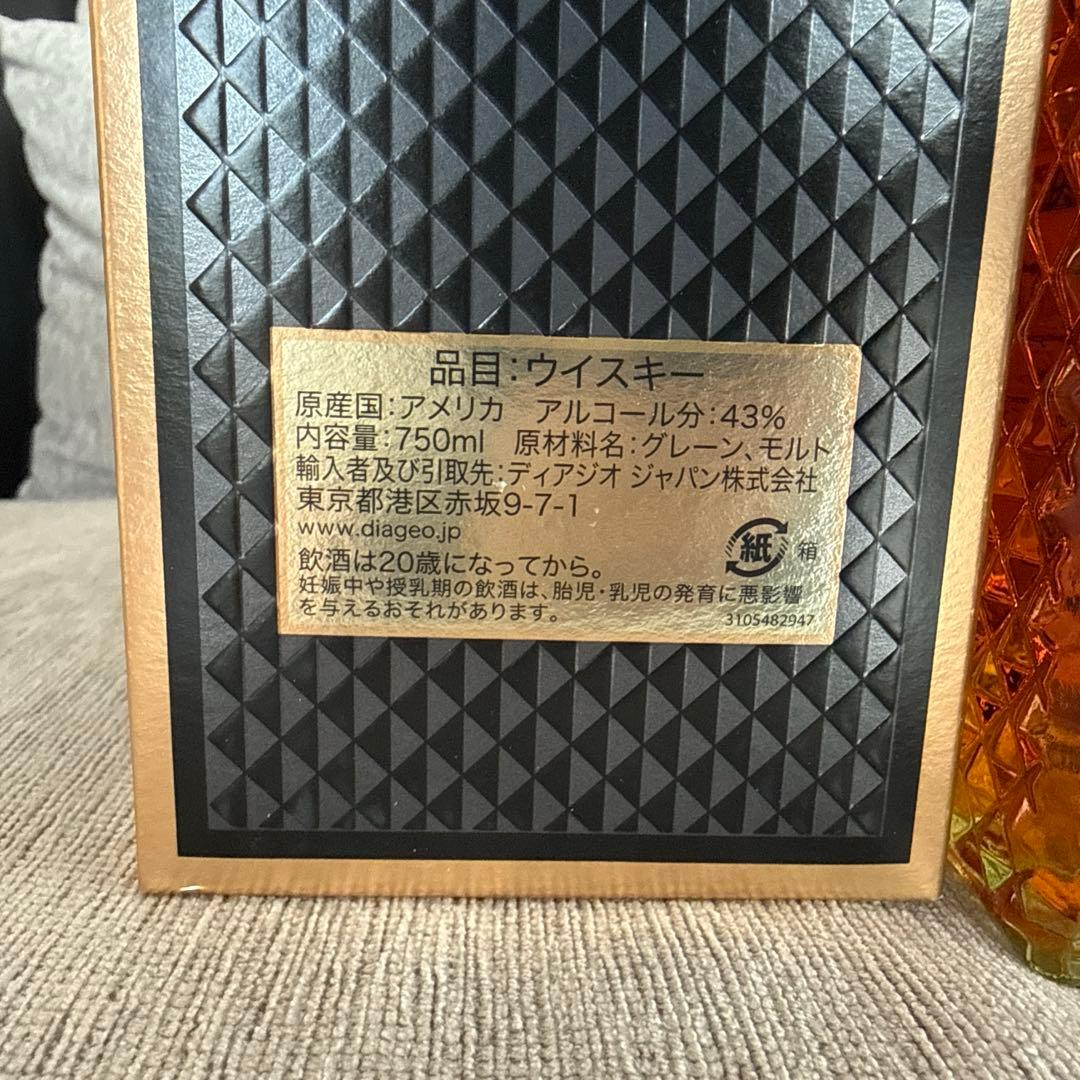 品目:ウイスキー
原産国:アメリカ　アルコール分:43%
内容量:750ml　原材料名:グレーン、モルト
輸入者及び引取先:ディアジオ ジャパン株式会社
東京都港区赤坂9-7-1
www.diageo.jp
紙 箱
飲酒は20歳になってから。
妊娠中や授乳期の飲酒は、胎児・乳児の発育に悪影響
を与えるおそれがあります。
3105482947